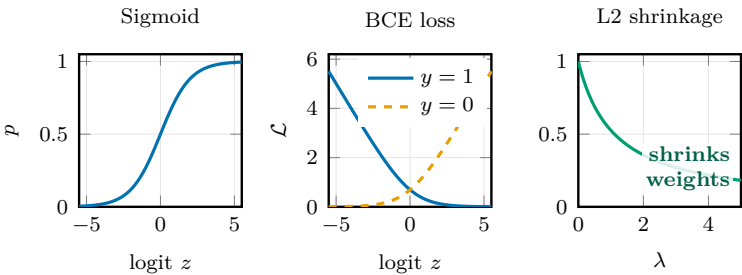 Sigmoid
1
0.5
0
−5
0
5
p
logit z
BCE loss
6
4
2
0
−5
0
5
ℒ
logit z
y = 1
y = 0
L2 shrinkage
1
0.5
0
0
2
4
λ
shrinks
weights